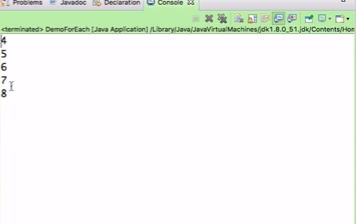 Problems Javadoc Declaration Console
<terminated> DemoForEach [Java Application] /Library/Java/JavaVirtualMachines/jdk1.8.0_51.jdk/Contents/Hom
4
5
6
7
8